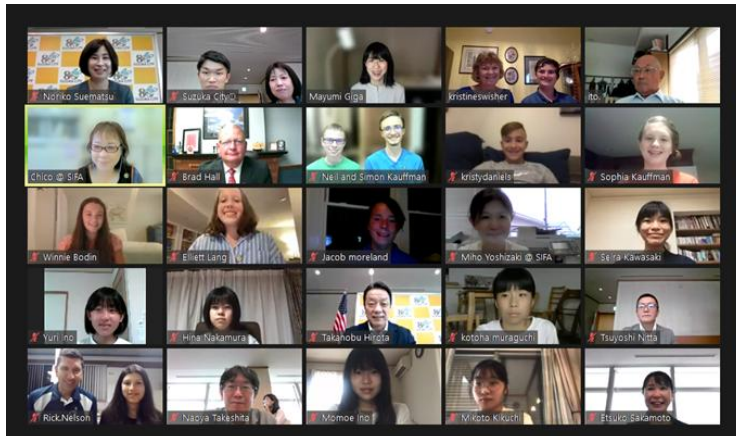 Noriko Suematsu
Suzuka City
Mayumi Giga
kristineswisher
ito
Chico @ SIFA
Brad Hall
Neil and Simon Kauffman
kristydaniels
Sophia Kauffman
Winnie Bodin
Elliett Lang
Jacob moreland
Miho Yoshizaki @ SIFA
Seira Kawasaki
Yuri Ino
Hina Nakamura
Takanobu Hirota
kotoha muraguchi
Tsuyoshi Nitta
Rick.Nelson
Naoya Takeshita
Momoe Ino
Mikoto Kikuchi
Etsuko Sakamoto